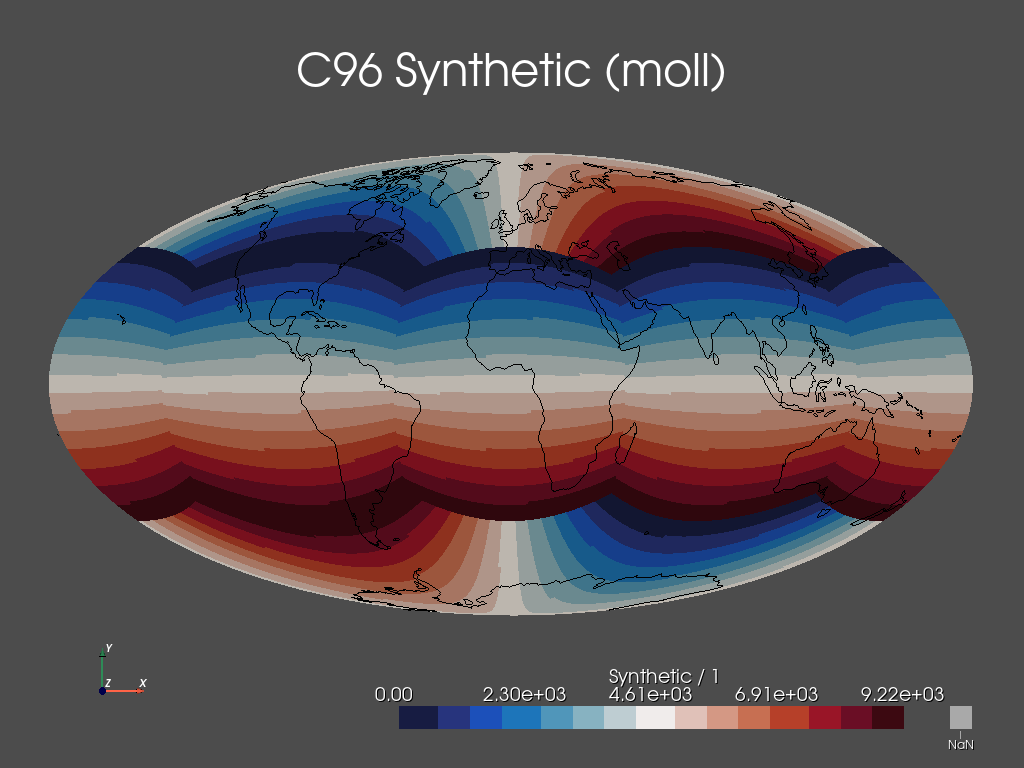 C96 Synthetic (moll)
Y
Z X
Synthetic / 1
0.00 2.30e+03 4.61e+03 6.91e+03 9.22e+03
NaN